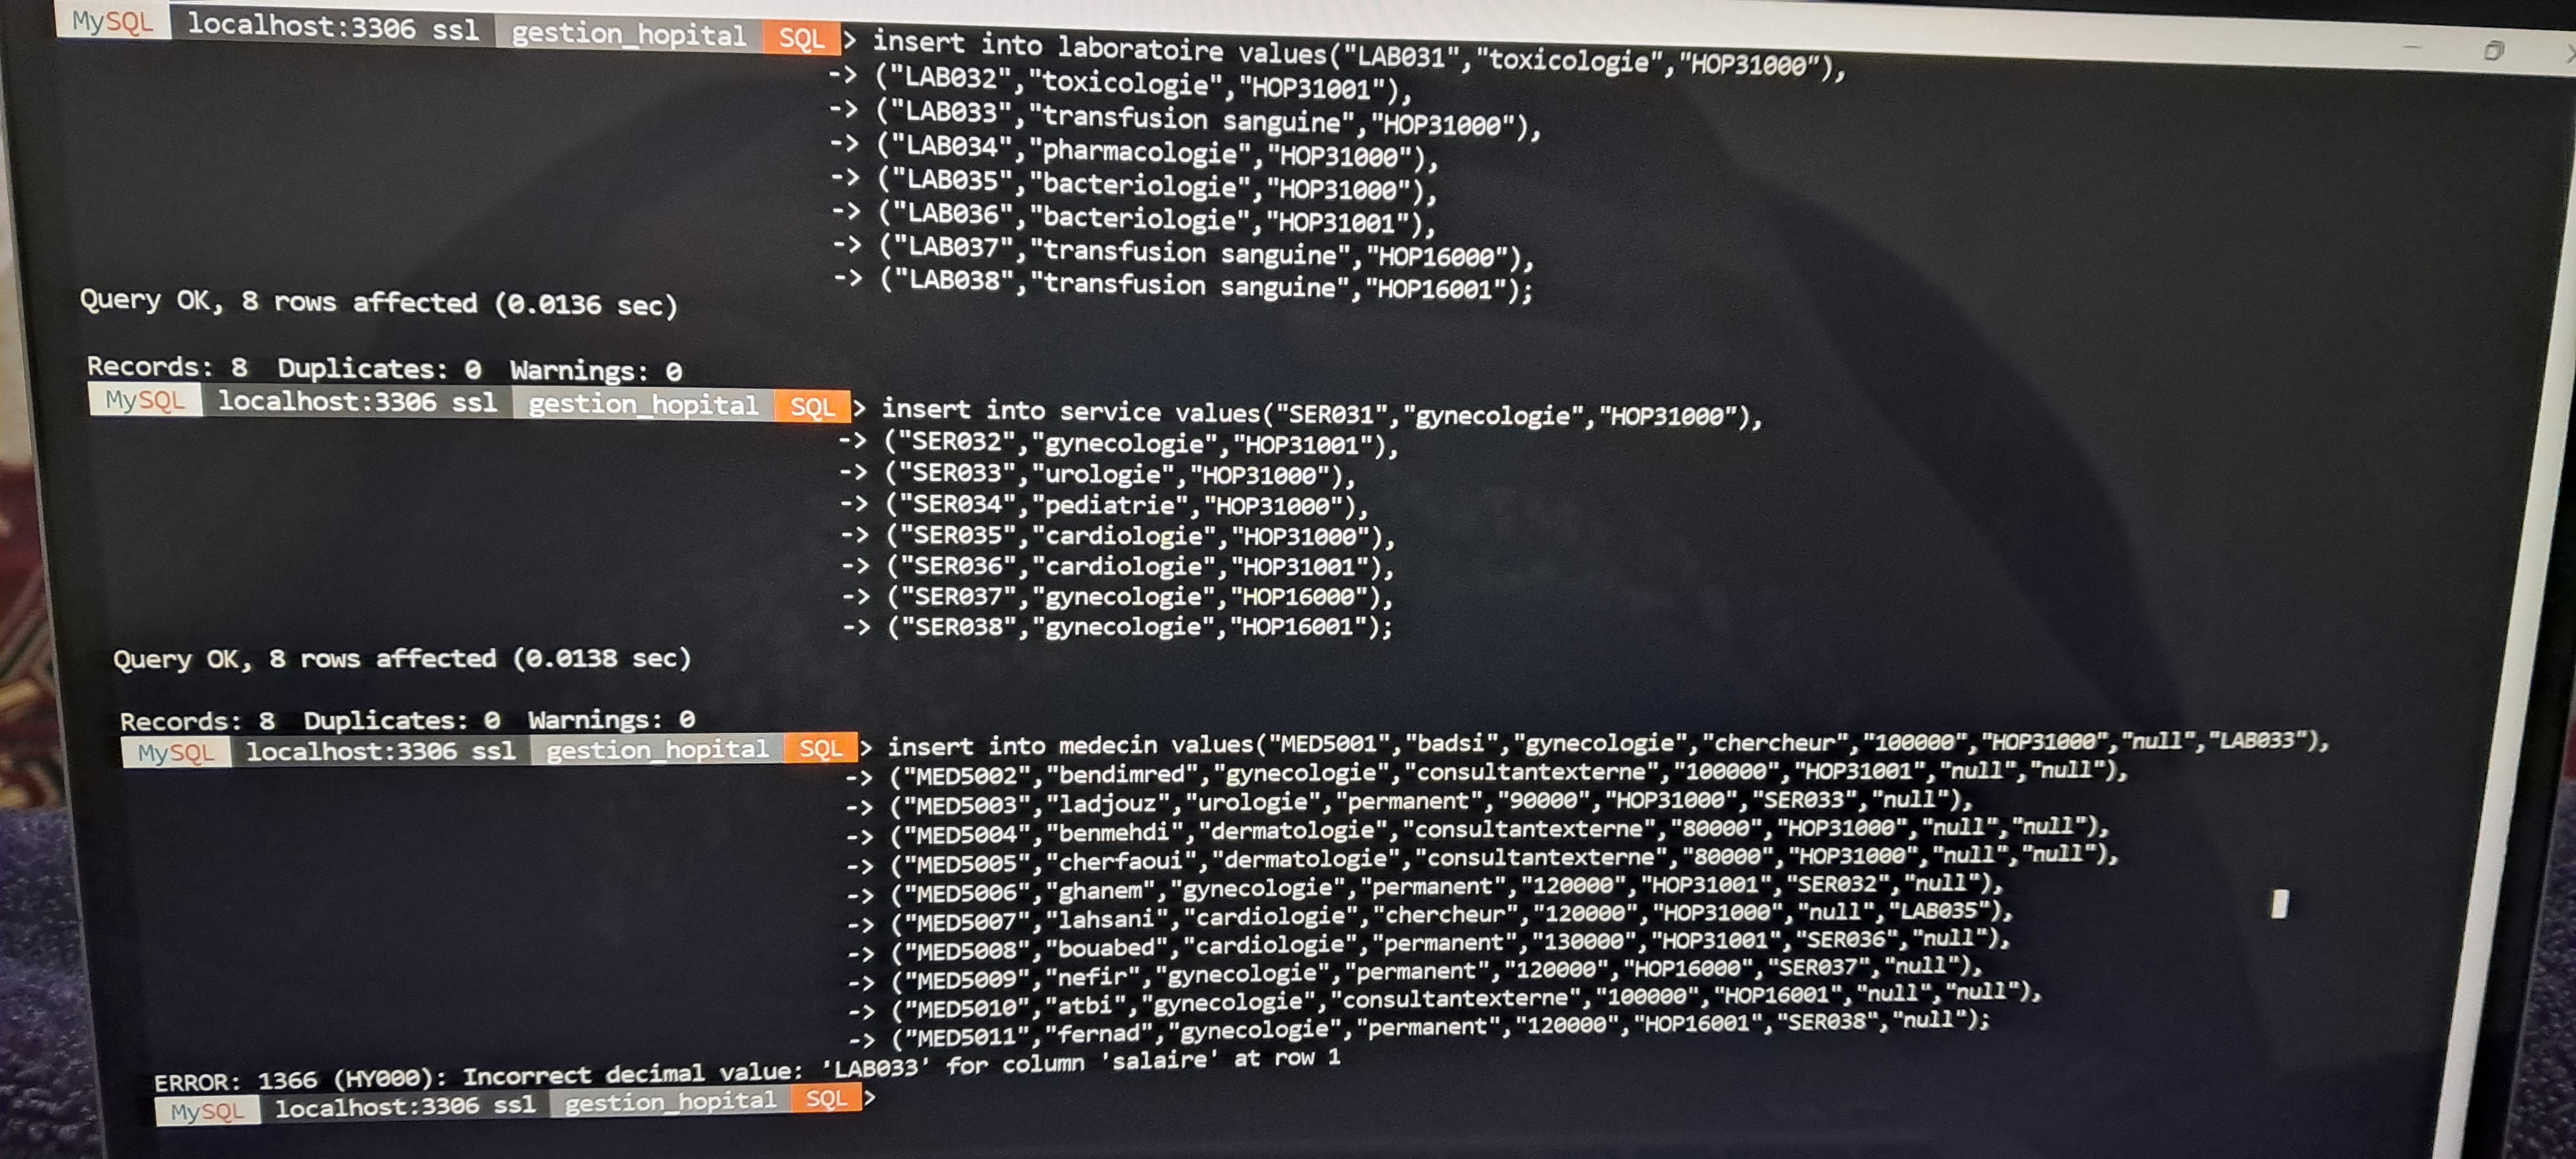 MySQL localhost:3306 ssl gestion_hopital SQL > insert into laboratoire values("LAB031","toxicologie","HOP31000"),
-> ("LAB032","toxicologie","HOP31001"),
-> ("LAB033","transfusion sanguine","HOP31000"),
-> ("LAB034","pharmacologie","HOP31000"),
-> ("LAB035","bacteriologie","HOP31000"),
-> ("LAB036","bacteriologie","HOP31001"),
-> ("LAB037","transfusion sanguine","HOP16000"),
-> ("LAB038","transfusion sanguine","HOP16001");
Query OK, 8 rows affected (0.0136 sec)
Records: 8 Duplicates: 0 Warnings: 0
MySQL localhost:3306 ssl gestion_hopital SQL > insert into service values("SER031","gynecologie","HOP31000"),
-> ("SER032","gynecologie","HOP31001"),
-> ("SER033","urologie","HOP31000"),
-> ("SER034","pediatrie","HOP31000"),
-> ("SER035","cardiologie","HOP31000"),
-> ("SER036","cardiologie","HOP31001"),
-> ("SER037","gynecologie","HOP16000"),
-> ("SER038","gynecologie","HOP16001");
Query OK, 8 rows affected (0.0138 sec)
Records: 8 Duplicates: 0 Warnings: 0
MySQL localhost:3306 ssl gestion_hopital SQL > insert into medecin values("MED5001","badsi","gynecologie","chercheur","100000","HOP31000","null","LAB033"),
-> ("MED5002","bendimred","gynecologie","consultantexterne","100000","HOP31001","null","null"),
-> ("MED5003","ladjouz","urologie","permanent","90000","HOP31000","SER033","null"),
-> ("MED5004","benmehdi","dermatologie","consultantexterne","80000","HOP31000","null","null"),
-> ("MED5005","cherfaoui","dermatologie","consultantexterne","80000","HOP31000","null","null"),
-> ("MED5006","ghanem","gynecologie","permanent","120000","HOP31001","SER032","null"),
-> ("MED5007","lahsani","cardiologie","chercheur","120000","HOP31000","null","LAB035"),
-> ("MED5008","bouabed","cardiologie","permanent","130000","HOP31001","SER036","null"),
-> ("MED5009","nefir","gynecologie","permanent","120000","HOP16000","SER037","null"),
-> ("MED5010","atbi","gynecologie","consultantexterne","100000","HOP16001","null","null"),
-> ("MED5011","fernad","gynecologie","permanent","120000","HOP16001","SER038","null");
ERROR: 1366 (HY000): Incorrect decimal value: 'LAB033' for column 'salaire' at row 1
MySQL localhost:3306 ssl gestion_hopital SQL >